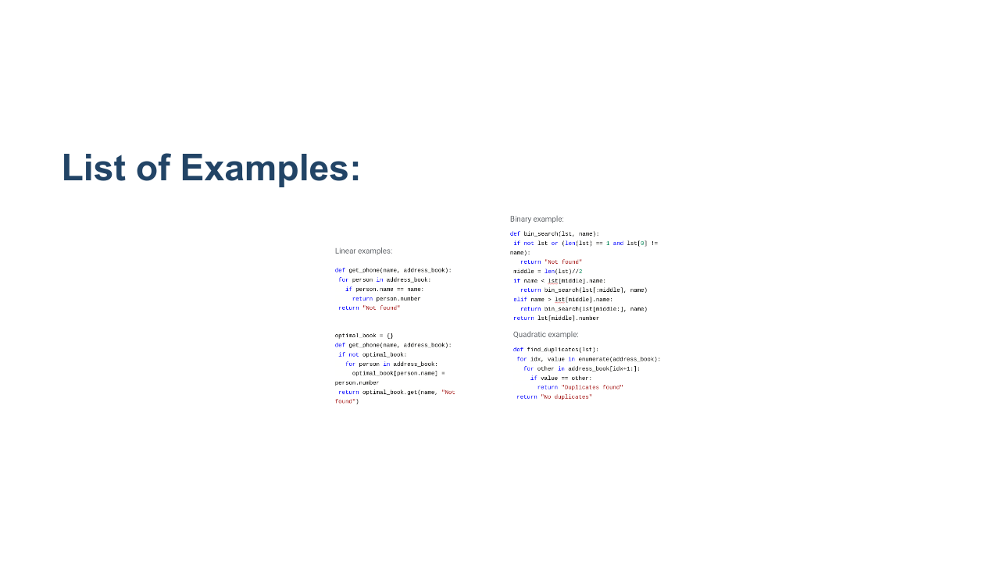 List of Examples:
Linear examples:
def get_phone(name, address_book):
 for person in address_book:
   if person.name == name:
     return person.number
 return "Not found"
optimal_book = {}
def get_phone(name, address_book):
 if not optimal_book:
   for person in address_book:
     optimal_book[person.name] =
person.number
 return optimal_book.get(name, "Not
found")
Binary example:
def bin_search(lst, name):
 if not lst or (len(lst) == 1 and lst[0] !=
name):
   return "Not found"
 middle = len(lst)//2
 if name < lst[middle].name:
   return bin_search(lst[:middle], name)
 elif name > lst[middle].name:
   return bin_search(lst[middle:], name)
 return lst[middle].number
Quadratic example:
def find_duplicates(lst):
 for idx, value in enumerate(address_book):
   for other in address_book[idx+1:]:
     if value == other:
       return "Duplicates found"
 return "No duplicates"